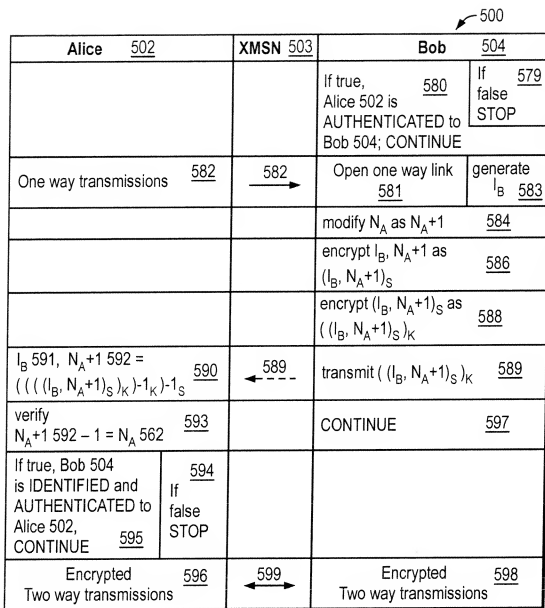 500
Alice 502 XMSN 503 Bob 504
If true, 580
Alice 502 is
AUTHENTICATED to
Bob 504; CONTINUE
If 579
false
STOP
One way transmissions 582
582
Open one way link
581
generate
I_B 583
modify N_A as N_A+1 584
encrypt I_B, N_A+1 as
(I_B, N_A+1)_S 586
encrypt (I_B, N_A+1)_S as
((I_B, N_A+1)_S)_K 588
I_B 591, N_A+1 592 = 590
((((I_B, N_A+1)_S)_K)-1_K)-1_S
589
transmit ((I_B, N_A+1)_S)_K 589
verify 593
N_A+1 592 – 1 = N_A 562
CONTINUE 597
If true, Bob 504
is IDENTIFIED and
AUTHENTICATED to
Alice 502,
CONTINUE 595
594
If
false
STOP
Encrypted 596
Two way transmissions
599
Encrypted 598
Two way transmissions